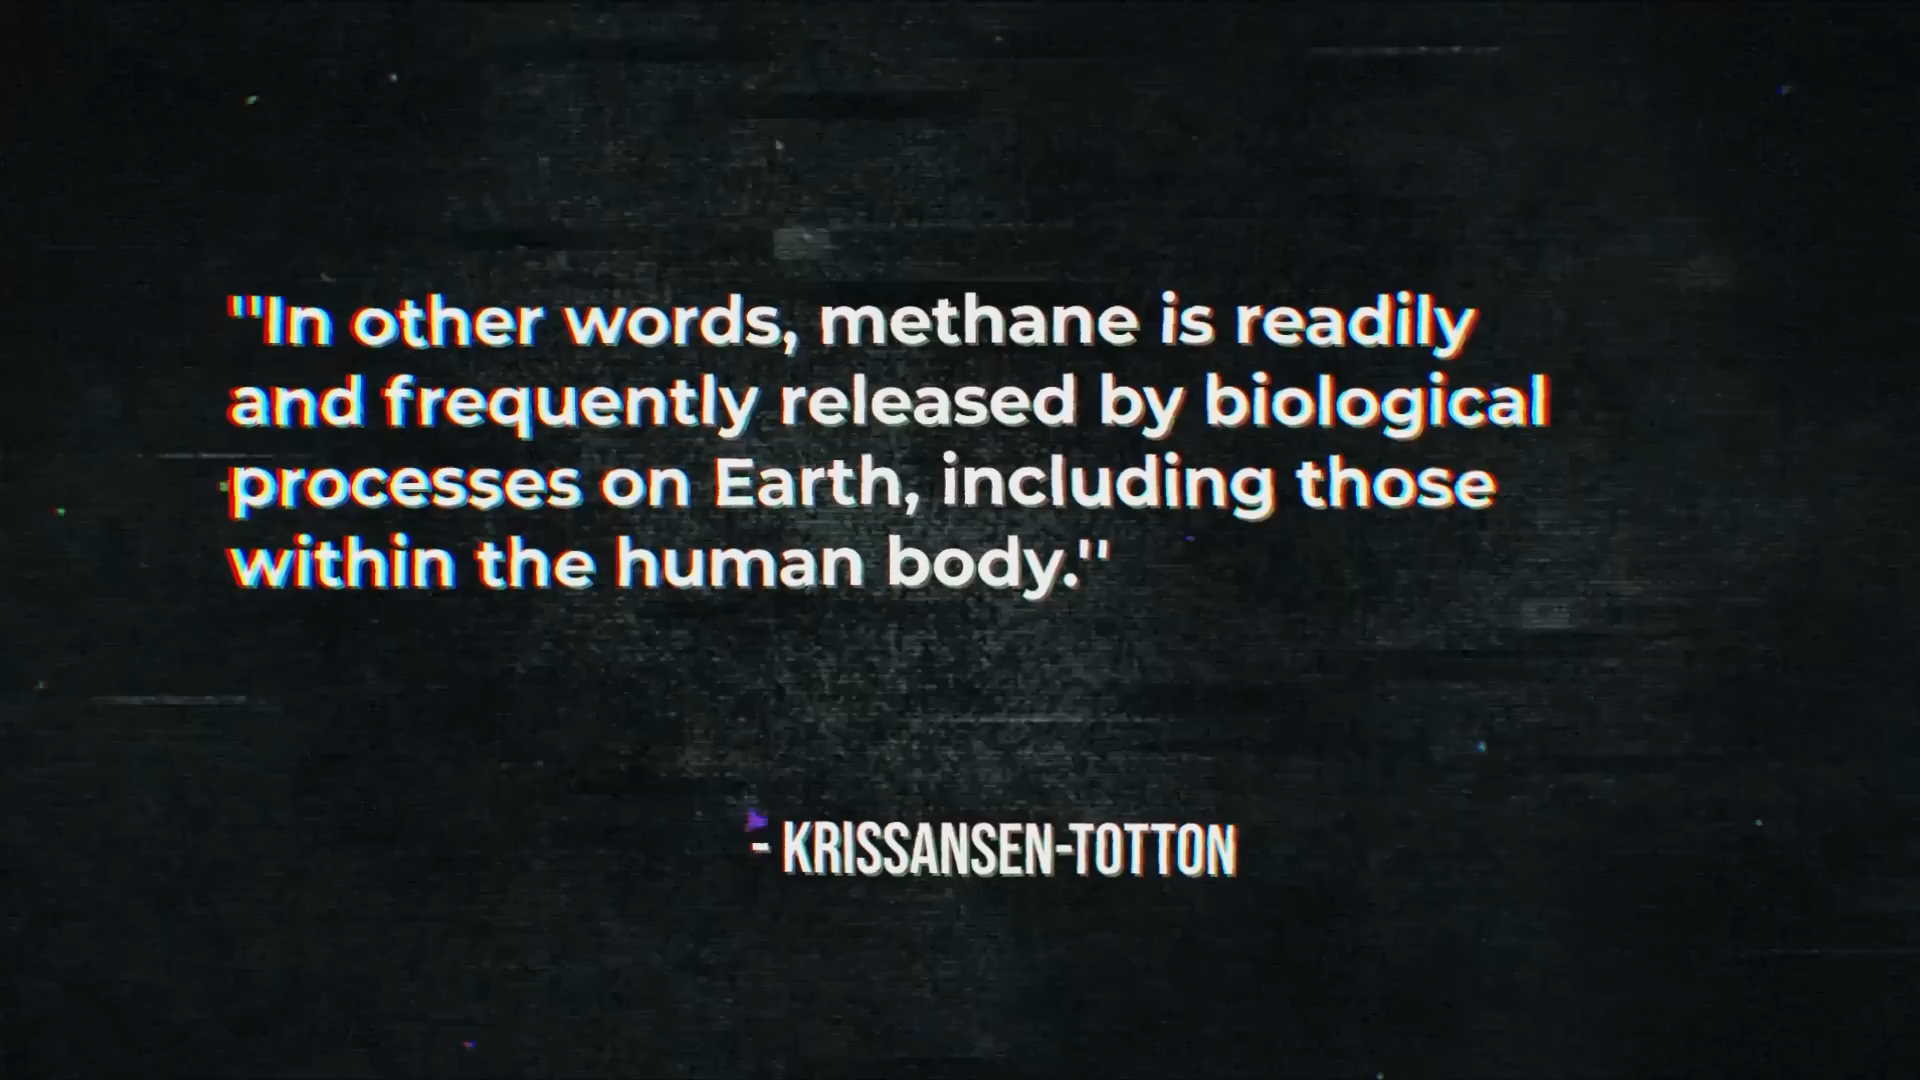 "In other words, methane is readily
and frequently released by biological
processes on Earth, including those
within the human body."
- KRISSANSEN-TOTTON